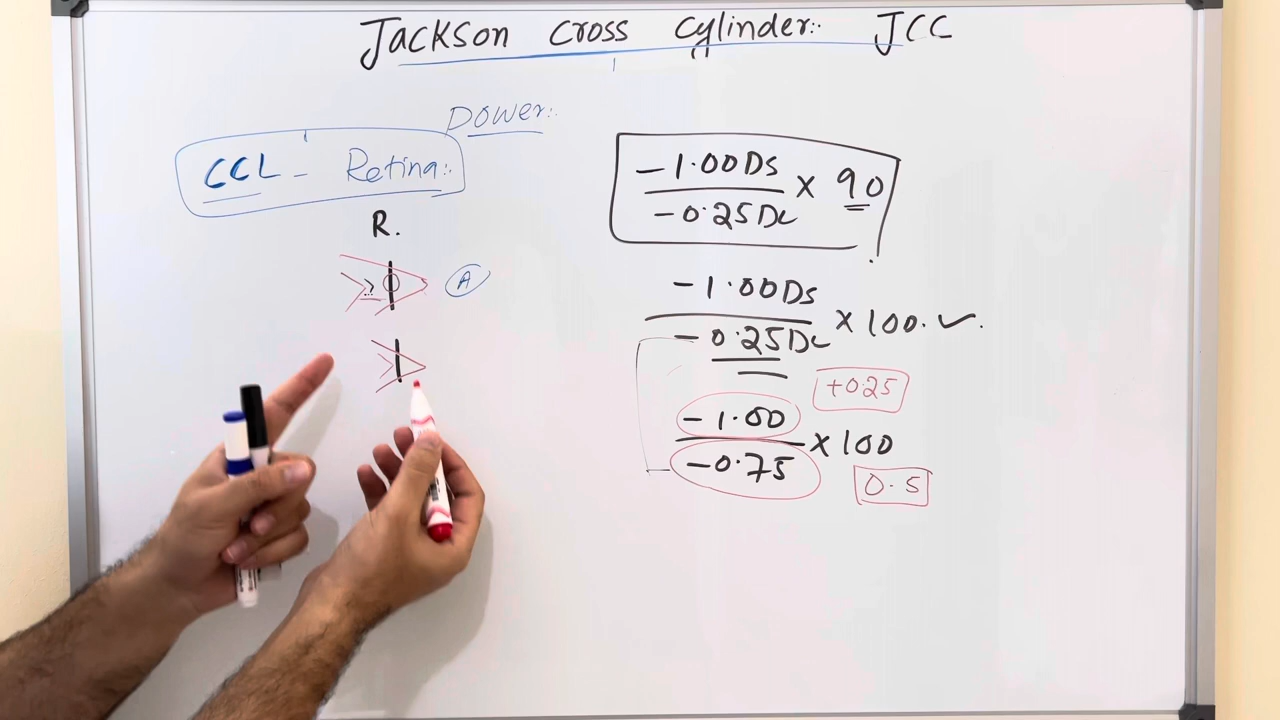 Jackson Cross Cylinder:. JCC
Power:.
CCL - Retina:.
R.
A
-1.00Ds
-0.25Dc × 90
-1.00Ds
-0.25Dc × 100. ✓.
+0.25
-1.00
-0.75 × 100
0.5